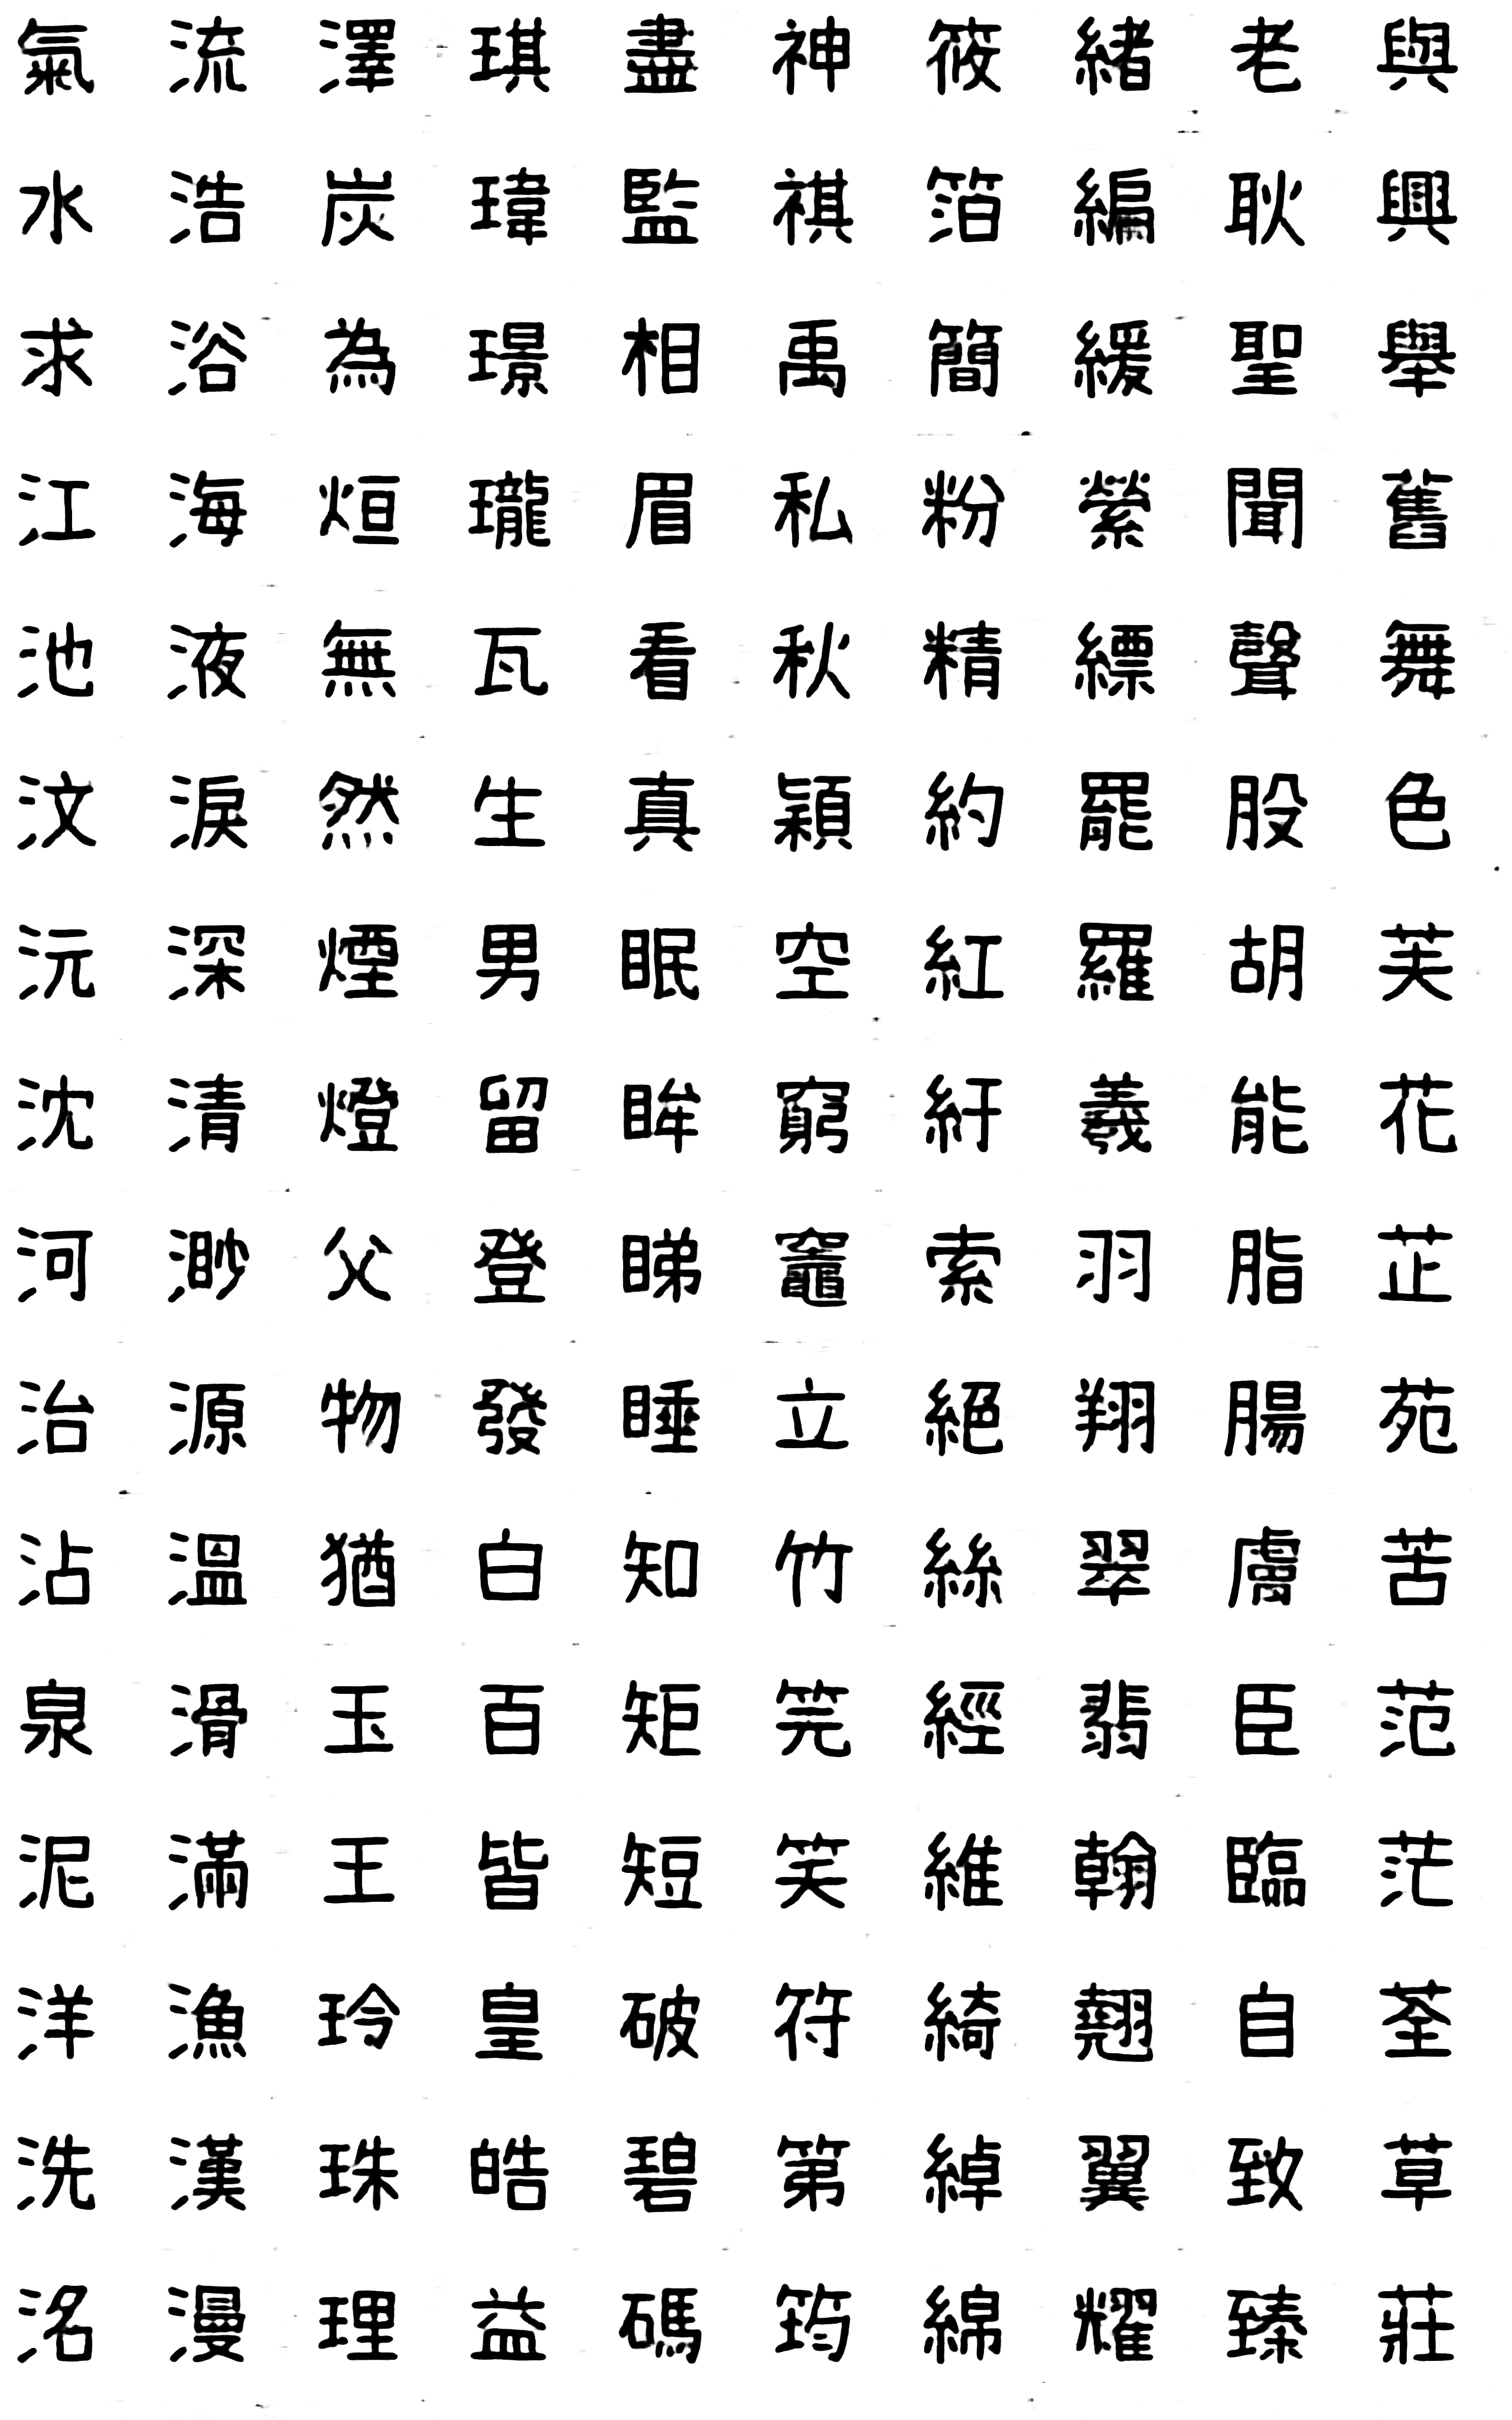 氣水求江池汶沅沈河治沾泉泥洋洗洺
流浩浴海液淚深清渺源溫滑滿漁漢漫
澤炭為烜無然煙燈父物猶玉王玲珠理
琪瑋璟瓏瓦生男留登發白百皆皇皓益
盡監相眉看真眠眸睇睡知矩短破碧碼
神祺禹私秋穎空窮竈立竹笎笑符第筠
筱箔簡粉精約紅紆索絕絲經維綺綽綿
緒編緩縈縹罷羅羲羽翔翠翡翰翹翼耀
老耿聖聞聲股胡能脂腸膚臣臨自致臻
與興舉舊舞色芙花芷苑苦范茫荃草莊